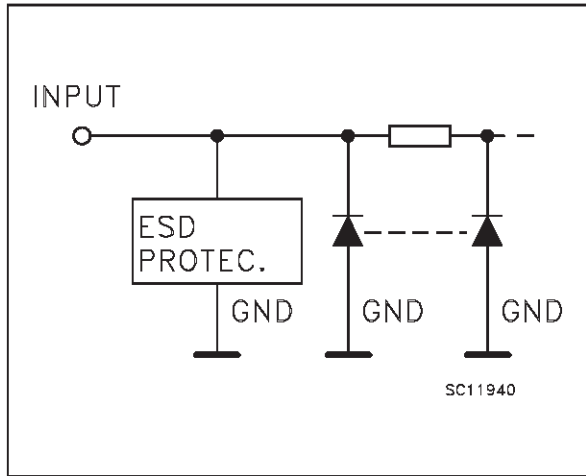 INPUT
ESD
PROTEC.
GND
GND
GND
SC11940